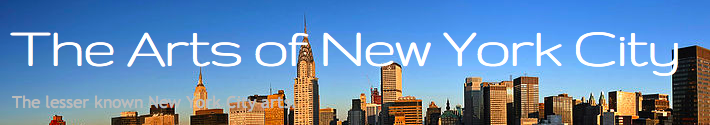 The Arts of New York City
The lesser known New York City arts